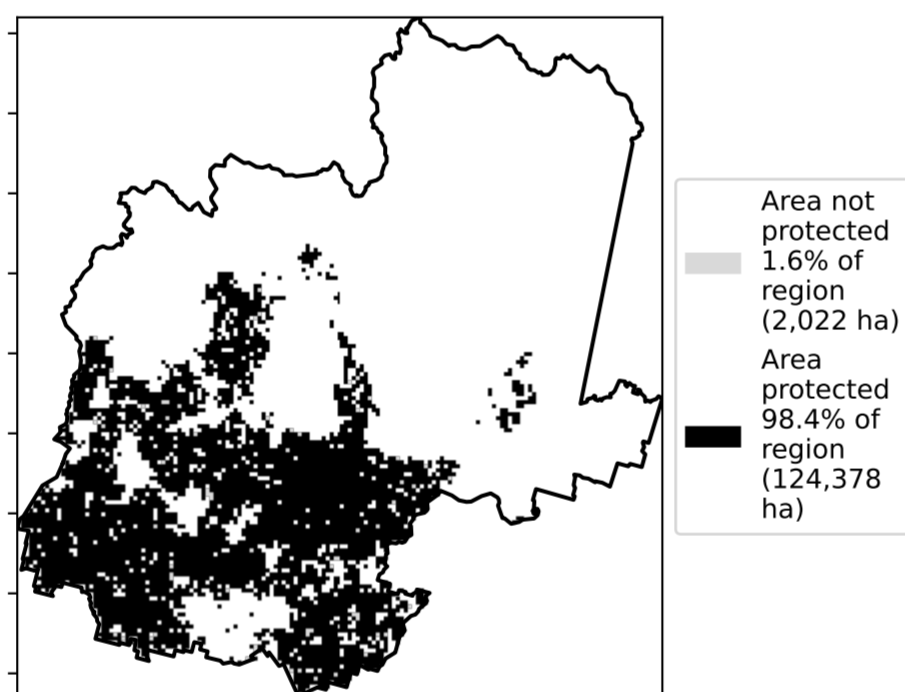 Area not
protected
1.6% of
region
(2,022 ha)
Area
protected
98.4% of
region
(124,378
ha)